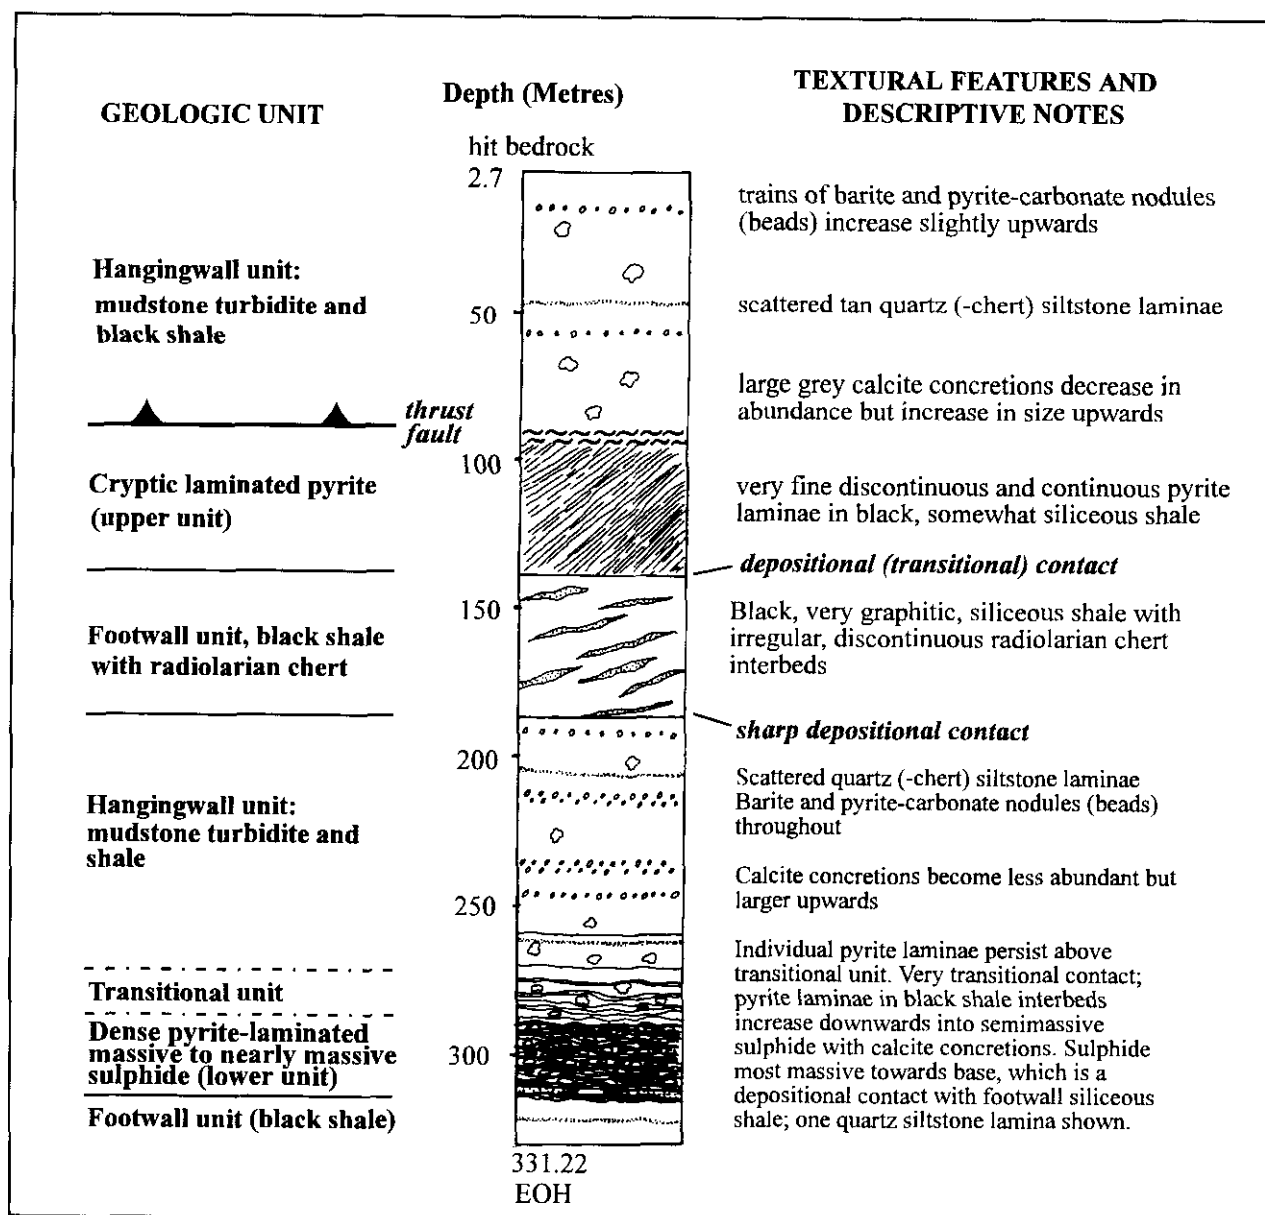 GEOLOGIC UNIT
Depth (Metres)
TEXTURAL FEATURES AND
DESCRIPTIVE NOTES
hit bedrock
2.7
50
100
150
200
250
300
331.22
EOH
Hangingwall unit:
mudstone turbidite and
black shale
thrust
fault
Cryptic laminated pyrite
(upper unit)
Footwall unit, black shale
with radiolarian chert
Hangingwall unit:
mudstone turbidite and
shale
Transitional unit
Dense pyrite-laminated
massive to nearly massive
sulphide (lower unit)
Footwall unit (black shale)
trains of barite and pyrite-carbonate nodules
(beads) increase slightly upwards
scattered tan quartz (-chert) siltstone laminae
large grey calcite concretions decrease in
abundance but increase in size upwards
very fine discontinuous and continuous pyrite
laminae in black, somewhat siliceous shale
depositional (transitional) contact
Black, very graphitic, siliceous shale with
irregular, discontinuous radiolarian chert
interbeds
sharp depositional contact
Scattered quartz (-chert) siltstone laminae
Barite and pyrite-carbonate nodules (beads)
throughout
Calcite concretions become less abundant but
larger upwards
Individual pyrite laminae persist above
transitional unit. Very transitional contact;
pyrite laminae in black shale interbeds
increase downwards into semimassive
sulphide with calcite concretions. Sulphide
most massive towards base, which is a
depositional contact with footwall siliceous
shale; one quartz siltstone lamina shown.